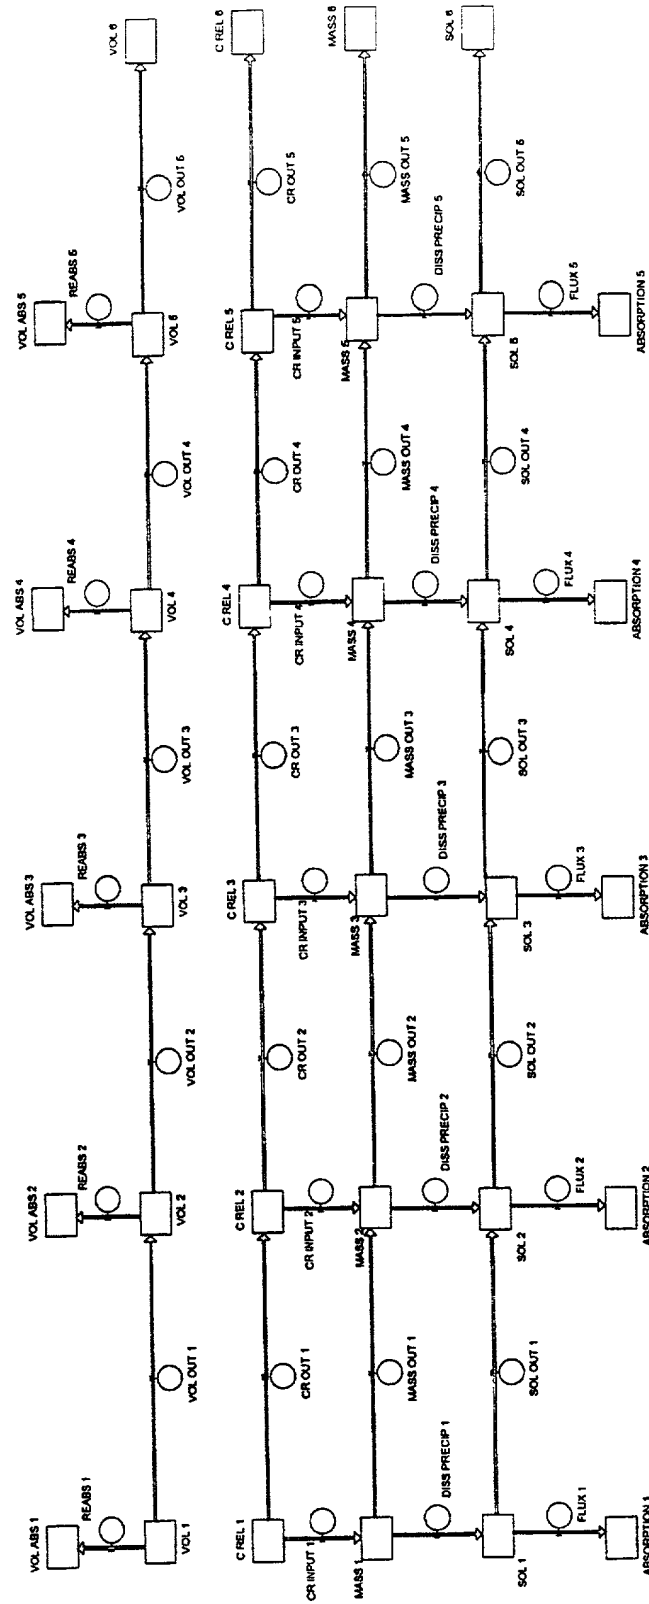 VOL ABS 1
VOL ABS 2
VOL ABS 3
VOL ABS 4
VOL ABS 5
REABS 1
REABS 2
REABS 3
REABS 4
REABS 5
VOL 1
VOL OUT 1
VOL 2
VOL OUT 2
VOL 3
VOL OUT 3
VOL 4
VOL OUT 4
VOL 5
VOL OUT 5
VOL 6
C REL 1
CR OUT 1
C REL 2
CR OUT 2
C REL 3
CR OUT 3
C REL 4
CR OUT 4
C REL 5
CR OUT 5
C REL 6
CR INPUT 1
CR INPUT 2
CR INPUT 3
CR INPUT 4
CR INPUT 5
MASS 1
MASS OUT 1
MASS 2
MASS OUT 2
MASS 3
MASS OUT 3
MASS 4
MASS OUT 4
MASS 5
MASS OUT 5
MASS 6
DISS PRECIP 1
DISS PRECIP 2
DISS PRECIP 3
DISS PRECIP 4
DISS PRECIP 5
SOL 1
SOL OUT 1
SOL 2
SOL OUT 2
SOL 3
SOL OUT 3
SOL 4
SOL OUT 4
SOL 5
SOL OUT 5
SOL 6
FLUX 1
FLUX 2
FLUX 3
FLUX 4
FLUX 5
ABSORPTION 1
ABSORPTION 2
ABSORPTION 3
ABSORPTION 4
ABSORPTION 5